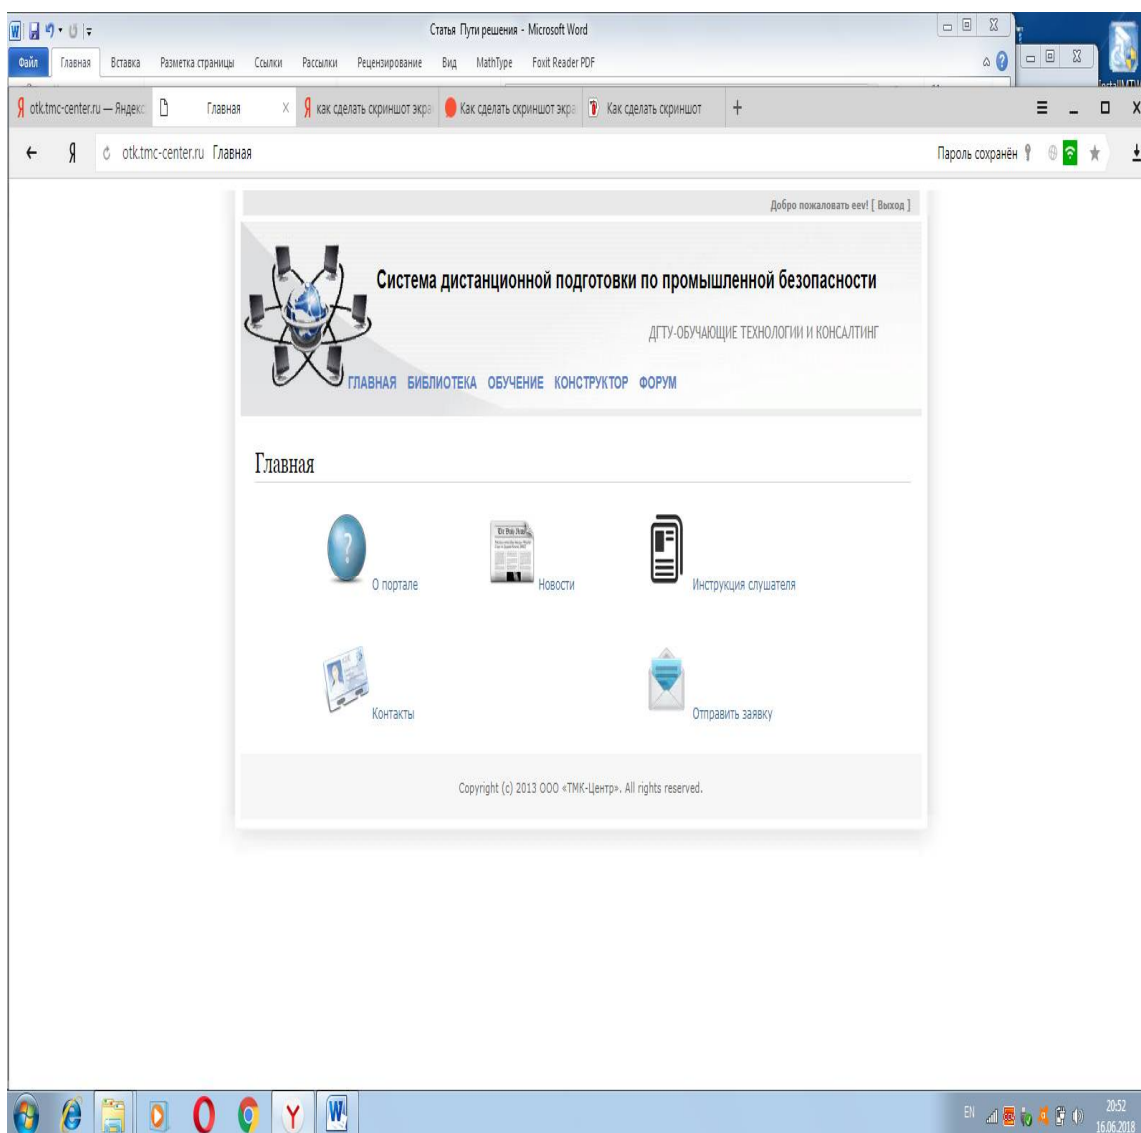 Статья Пути решения - Microsoft Word
Файл Главная Вставка Разметка страницы Ссылки Рассылки Рецензирование Вид MathType Foxit Reader PDF
otk.tmc-center.ru — Яндекс Главная как сделать скриншот экра Как сделать скриншот экра Как сделать скриншот
otk.tmc-center.ru Главная Пароль сохранён
Добро пожаловать eev! [ Выход ]
Система дистанционной подготовки по промышленной безопасности
ДГТУ-ОБУЧАЮЩИЕ ТЕХНОЛОГИИ И КОНСАЛТИНГ
ГЛАВНАЯ БИБЛИОТЕКА ОБУЧЕНИЕ КОНСТРУКТОР ФОРУМ
Главная
О портале Новости Инструкция слушателя
Контакты Отправить заявку
Copyright (c) 2013 ООО «ТМК-Центр». All rights reserved.
EN 20:52
16.06.2018